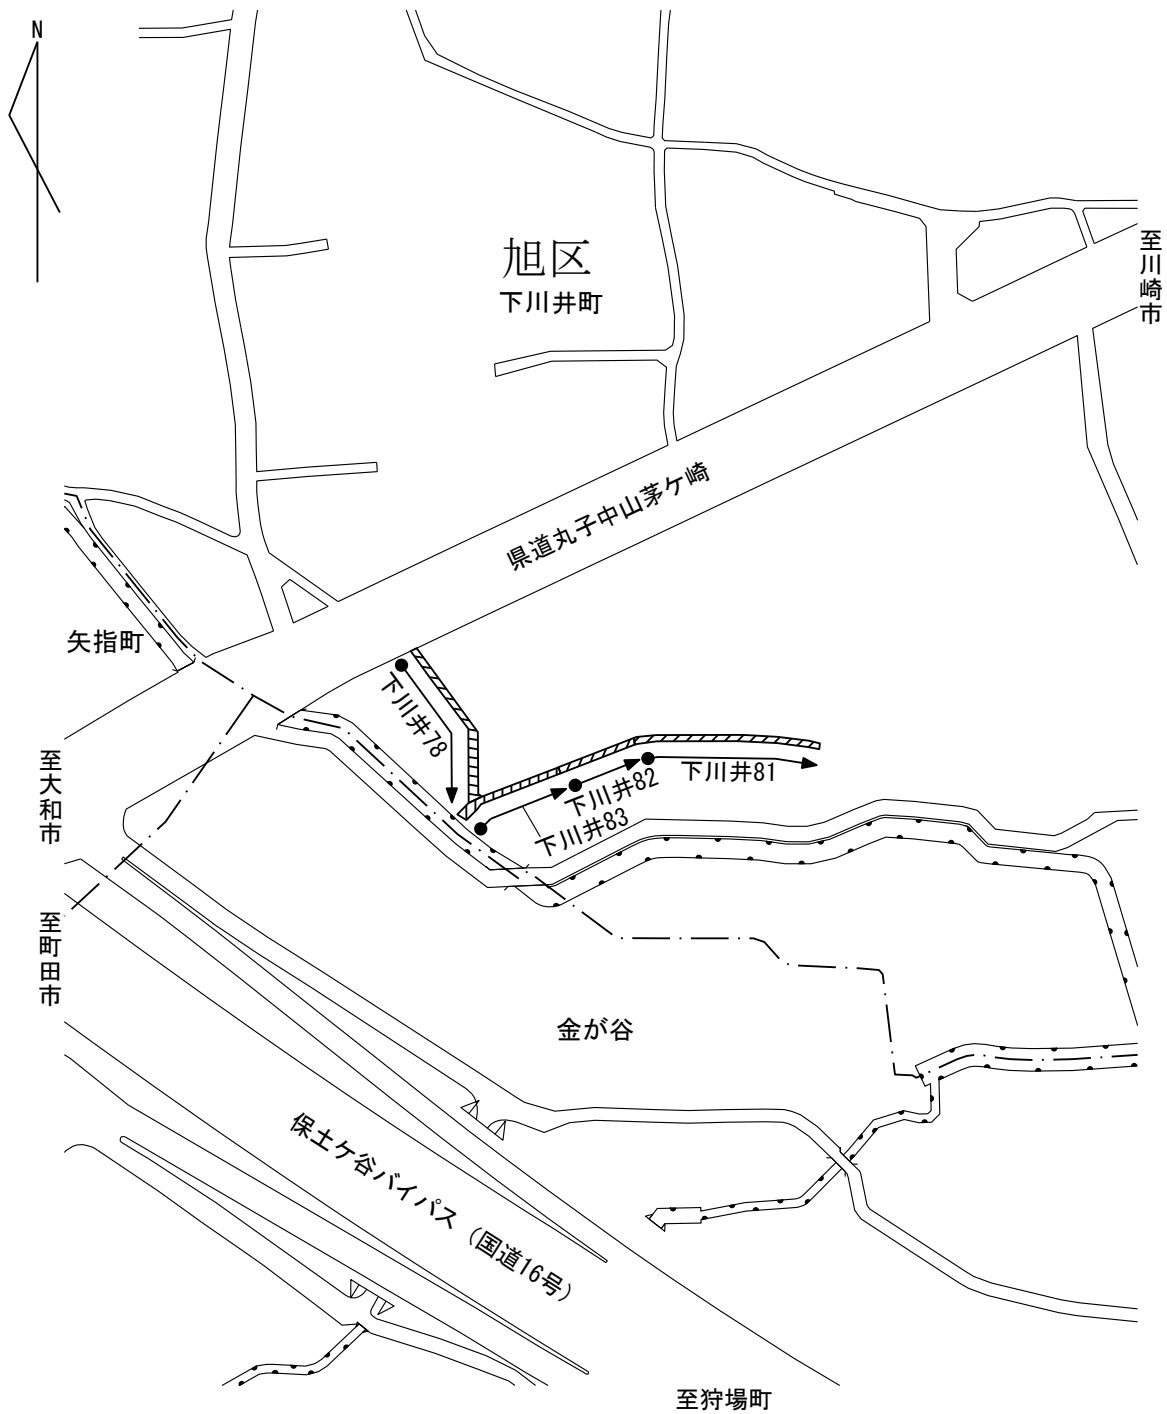 N
旭区
下川井町
至川崎市
県道丸子中山茅ケ崎
矢指町
下川井78
至大和市
下川井81
下川井82
下川井83
至町田市
金が谷
保土ケ谷バイパス（国道16号）
至狩場町